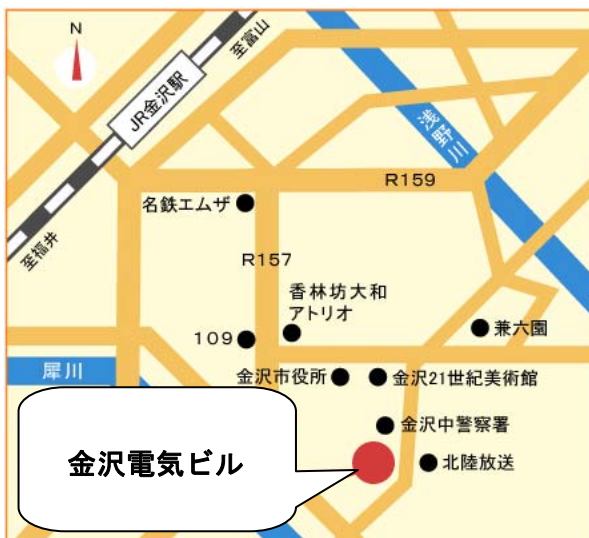 N
至富山
JR金沢駅
浅野川
R159
名鉄エムザ
至福井
R157
香林坊大和
アトリオ
109
兼六園
犀川
金沢市役所
金沢21世紀美術館
金沢中警察署
金沢電気ビル
北陸放送